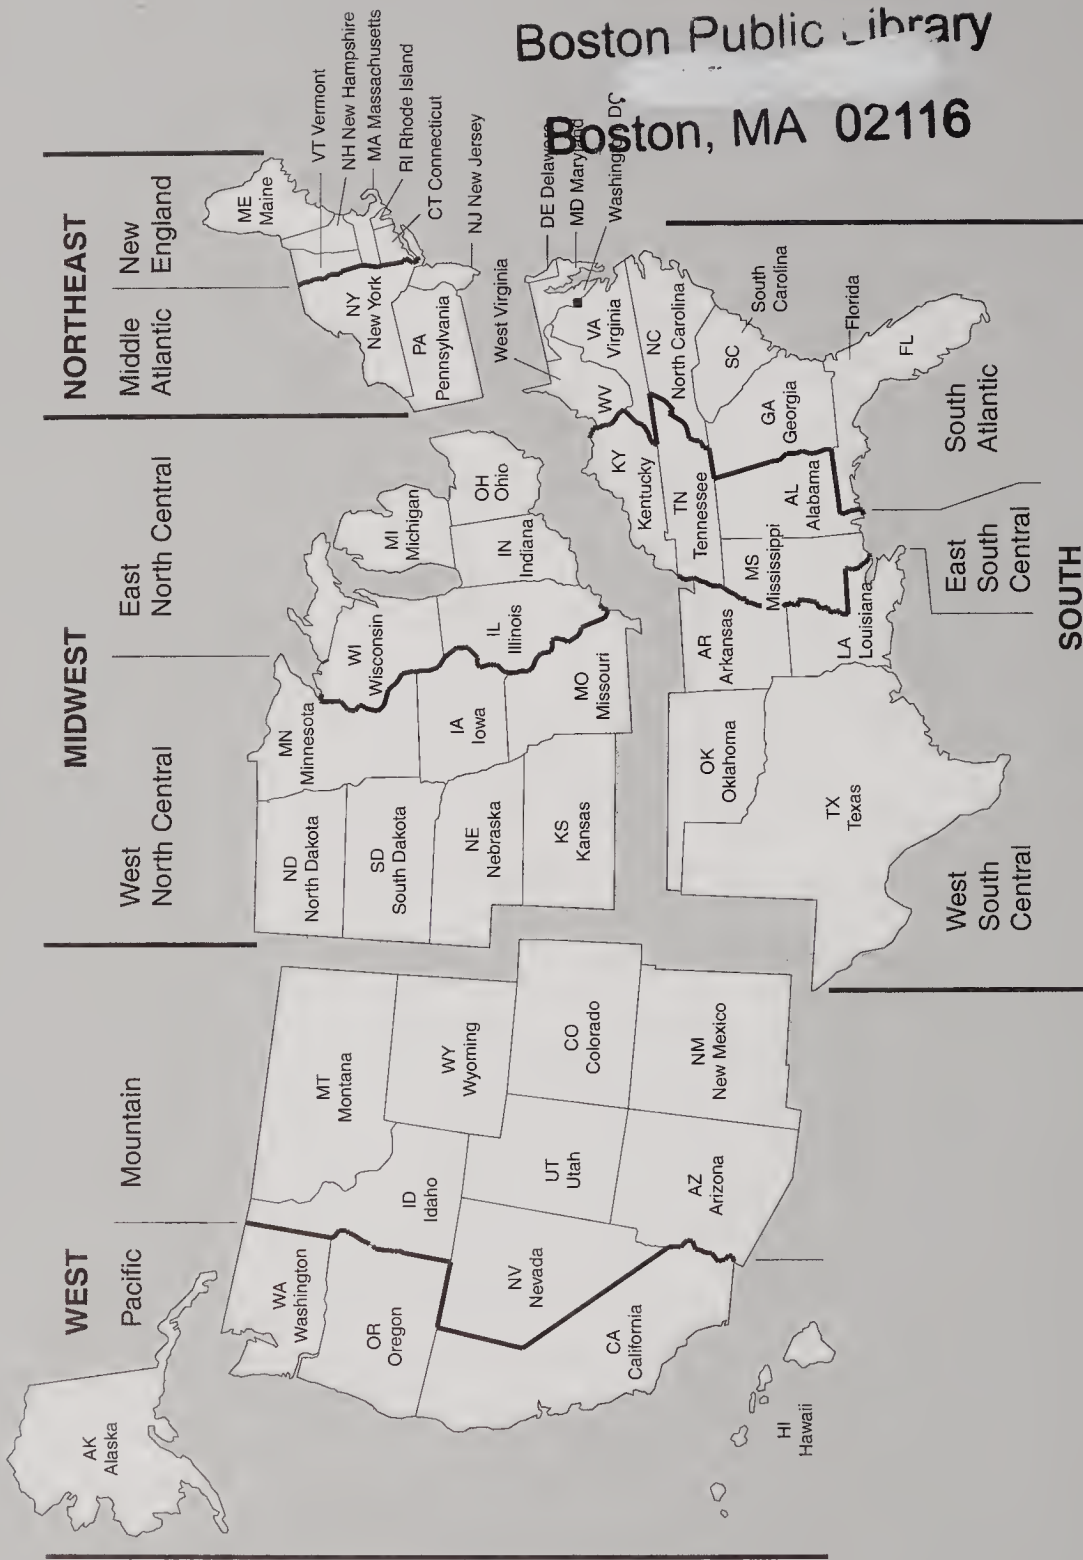 Boston Public Library
Boston, MA 02116
WEST
Pacific
Mountain
MIDWEST
West
North Central
East
North Central
NORTHEAST
Middle
Atlantic
New
England
AK
Alaska
HI
Hawaii
WA
Washington
OR
Oregon
CA
California
NV
Nevada
ID
Idaho
MT
Montana
WY
Wyoming
UT
Utah
CO
Colorado
AZ
Arizona
NM
New Mexico
ND
North Dakota
SD
South Dakota
NE
Nebraska
KS
Kansas
MN
Minnesota
IA
Iowa
MO
Missouri
WI
Wisconsin
IL
Illinois
MI
Michigan
IN
Indiana
OH
Ohio
NY
New York
PA
Pennsylvania
ME
Maine
VT Vermont
NH New Hampshire
MA Massachusetts
RI Rhode Island
CT Connecticut
NJ New Jersey
DE Delaware
MD Maryland
Washington DC
West Virginia
WV
VA
Virginia
NC
North Carolina
SC
South
Carolina
GA
Georgia
Florida
FL
KY
Kentucky
TN
Tennessee
MS
Mississippi
AL
Alabama
AR
Arkansas
LA
Louisiana
OK
Oklahoma
TX
Texas
West
South
Central
East
South
Central
South
Atlantic
SOUTH